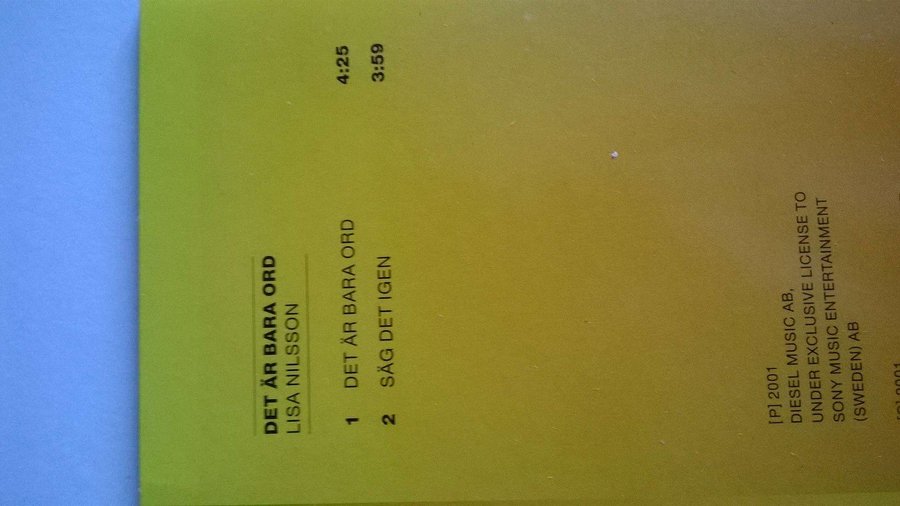 DET ÄR BARA ORD
LISA NILSSON
1 DET ÄR BARA ORD 4:25
2 SÄG DET IGEN 3:59
[P] 2001
DIESEL MUSIC AB,
UNDER EXCLUSIVE LICENSE TO
SONY MUSIC ENTERTAINMENT
(SWEDEN) AB